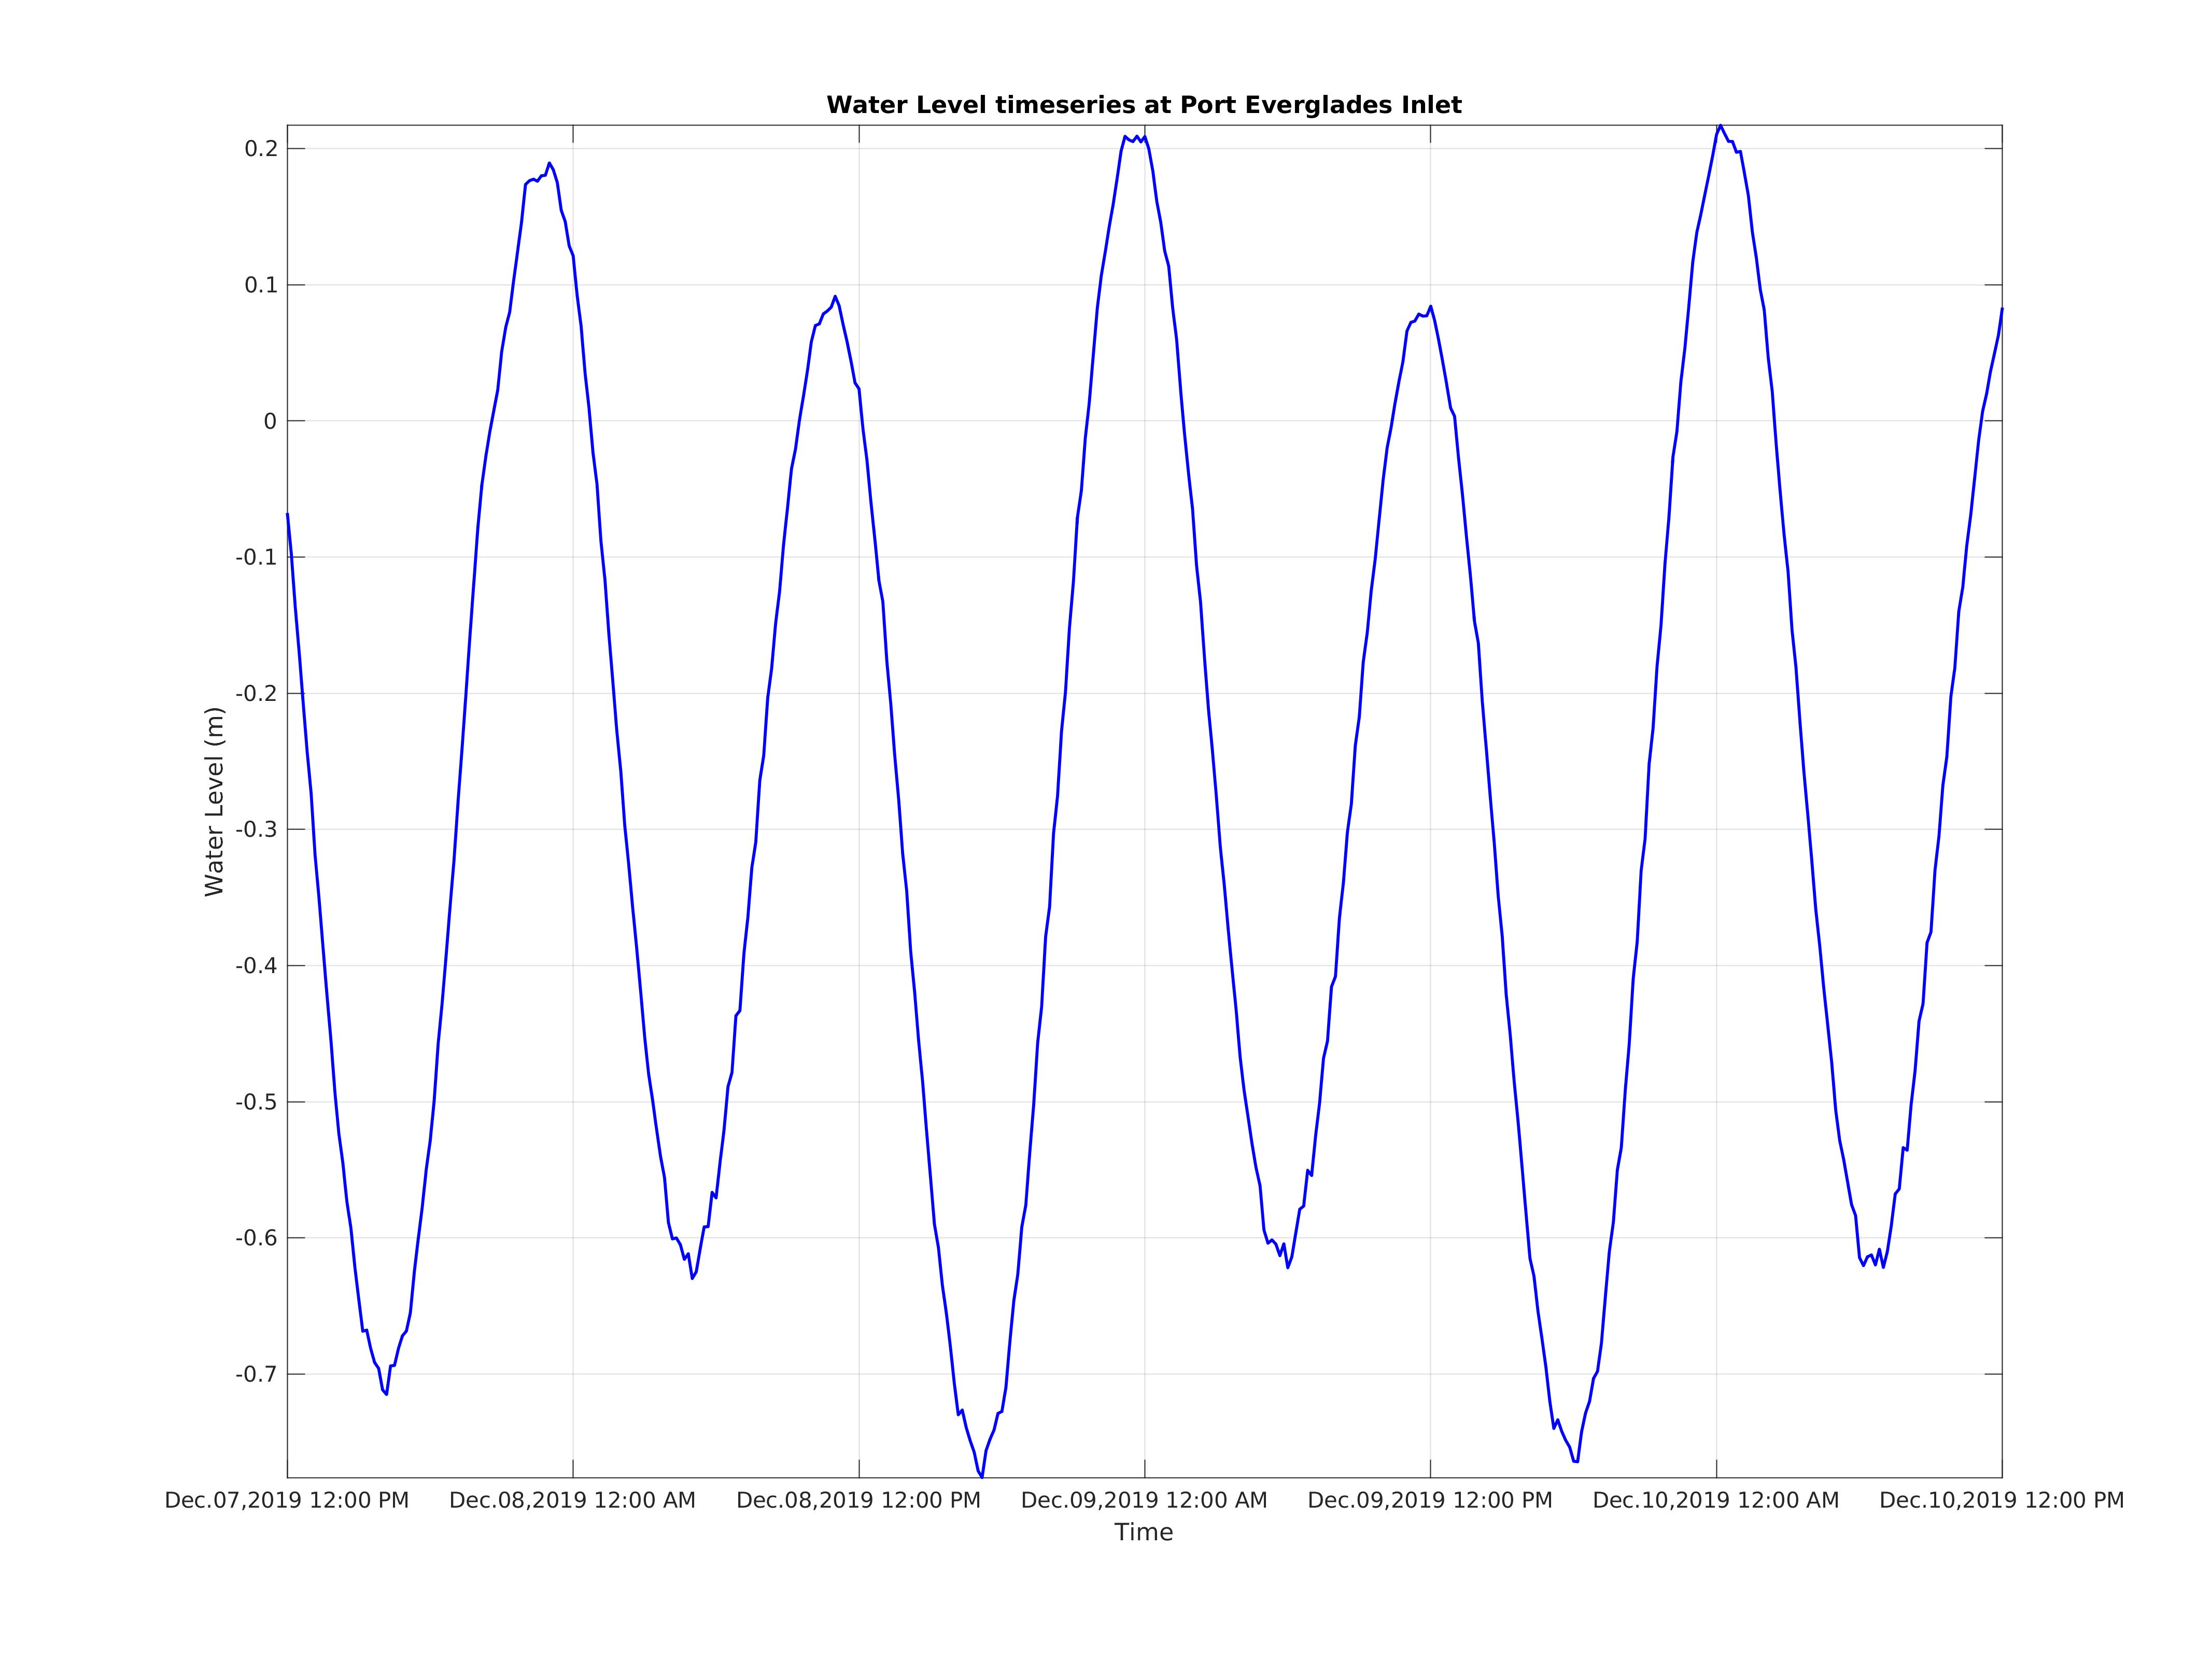 Water Level timeseries at Port Everglades Inlet
0.2
0.1
0
-0.1
-0.2
-0.3
-0.4
-0.5
-0.6
-0.7
Water Level (m)
Dec.07,2019 12:00 PM Dec.08,2019 12:00 AM Dec.08,2019 12:00 PM Dec.09,2019 12:00 AM Dec.09,2019 12:00 PM Dec.10,2019 12:00 AM Dec.10,2019 12:00 PM
Time